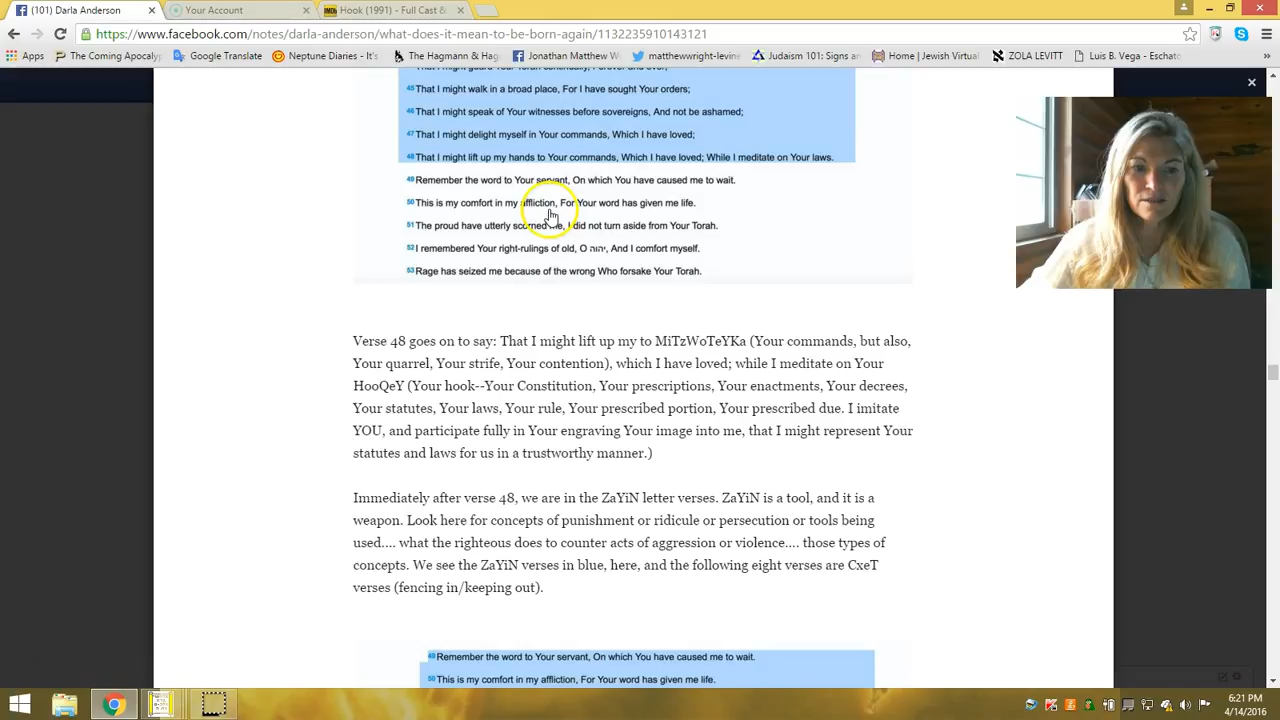 (101) Darla Anderson
Your Account
Hook (1991) - Full Cast &
https://www.facebook.com/notes/darla-anderson/what-does-it-mean-to-be-born-again/1132235910143121
Apps
The Coming Apocalyp
Google Translate
Neptune Diaries: 1
The Hagmann & Hag
Jonathan Matthew W
matthewwright-levine
Judaism 101: Signs an
Home | Jewish Virtual
ZOLA LEVITT
Luis B. Vega - Eschato
45 That I might walk in a broad place, For I have sought Your orders;
46 That I might speak of Your witnesses before sovereigns, And not be ashamed;
47 That I might delight myself in Your commands, Which I have loved;
48 That I might lift up my hands to Your commands, Which I have loved; While I meditate on Your laws.
49 Remember the word to Your servant, On which You have caused me to wait.
50 This is my comfort in my affliction, For Your word has given me life.
51 The proud have utterly scorned me, I did not turn aside from Your Torah.
52 I remembered Your right-rulings of old, O יהוה, And I comfort myself.
53 Rage has seized me because of the wrong Who forsake Your Torah.
Verse 48 goes on to say: That I might lift up my to MiTzWoTeYKa (Your commands, but also,
Your quarrel, Your strife, Your contention), which I have loved; while I meditate on Your
HooQeY (Your hook--Your Constitution, Your prescriptions, Your enactments, Your decrees,
Your statutes, Your laws, Your rule, Your prescribed portion, Your prescribed due. I imitate
YOU, and participate fully in Your engraving Your image into me, that I might represent Your
statutes and laws for us in a trustworthy manner.)
Immediately after verse 48, we are in the ZaYiN letter verses. ZaYiN is a tool, and it is a
weapon. Look here for concepts of punishment or ridicule or persecution or tools being
used.... what the righteous does to counter acts of aggression or violence.... those types of
concepts. We see the ZaYiN verses in blue, here, and the following eight verses are CxeT
verses (fencing in/keeping out).
49 Remember the word to Your servant, On which You have caused me to wait.
50 This is my comfort in my affliction, For Your word has given me life.
6:21 PM
4/14/2016